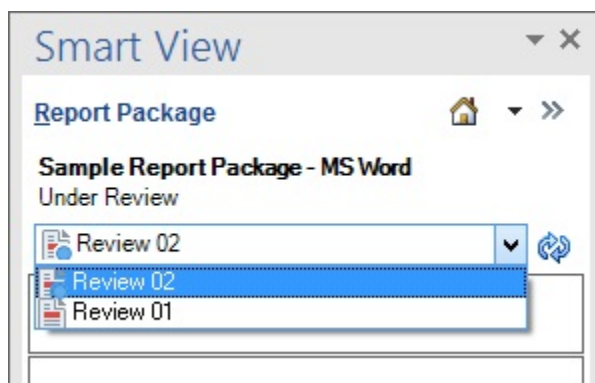 Smart View
Report Package
Sample Report Package - MS Word
Under Review
Review 02
Review 02
Review 01